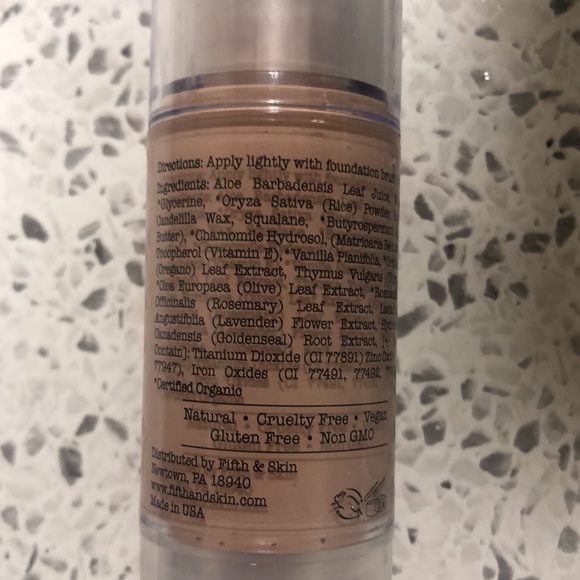 Directions: Apply lightly with foundation
Ingredients: Aloe Barbadensis Leaf Juice,
*Glycerine, *Oryza Sativa (Rice) Powder,
Candelilla Wax, Squalane, *Butyrospermum
Butter), *Chamomile Hydrosol, (Matricaria
Tocopherol (Vitamin E), *Vanilla Planifolia,
(Oregano) Leaf Extract, Thymus Vulgaris
*Olea Europaea (Olive) Leaf Extract,
Officinalis (Rosemary) Leaf Extract,
Angustifolia (Lavender) Flower Extract,
Canadensis (Goldenseal) Root Extract,
Contain]: Titanium Dioxide (CI 77891) Zinc
77947), Iron Oxides (CI 77491, 77492,
*Certified Organic
Natural • Cruelty Free • Vegan
Gluten Free • Non GMO
Distributed by Fifth & Skin
Newtown, PA 18940
www.fifthandskin.com
Made in USA